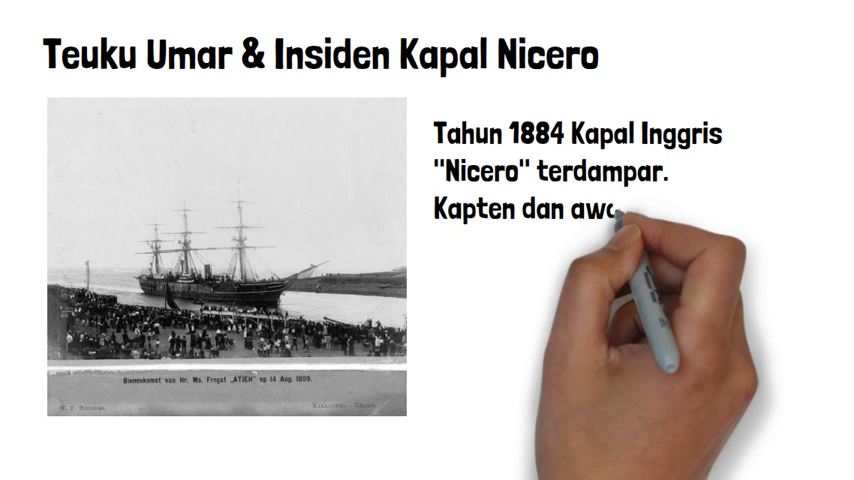 Teuku Umar & Insiden Kapal Nicero
Tahun 1884 Kapal Inggris
"Nicero" terdampar.
Kapten dan awa
Binnenkomst van Hr. Ms. Fregat „ATJEH" op 14 Aug. 1899.